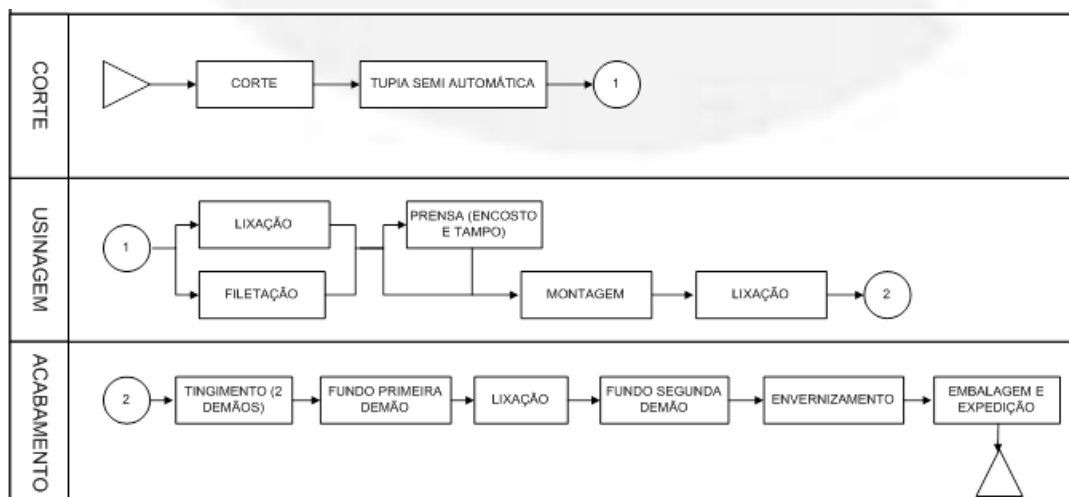 CORTE
CORTE
TUPIA SEMI AUTOMÁTICA
1
USINAGEM
1
LIXAÇÃO
FILETAÇÃO
PRENSA (ENCOSTO
E TAMPO)
MONTAGEM
LIXAÇÃO
2
ACABAMENTO
2
TINGIMENTO (2
DEMÃOS)
FUNDO PRIMEIRA
DEMÃO
LIXAÇÃO
FUNDO SEGUNDA
DEMÃO
ENVERNIZAMENTO
EMBALAGEM E
EXPEDIÇÃO